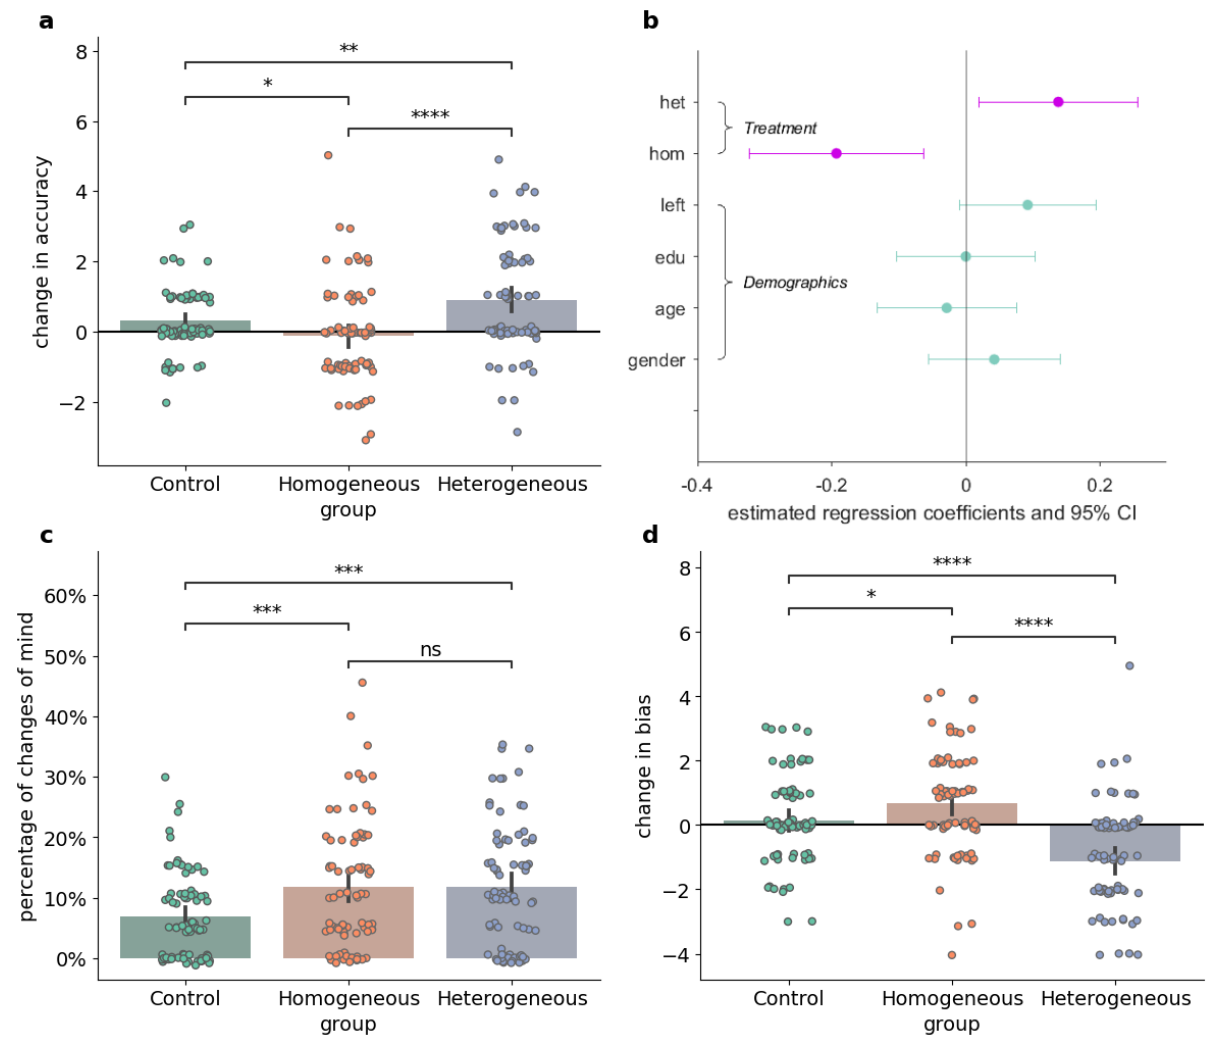 a
8
6
4
2
0
−2
change in accuracy
**
*
****
Control
Homogeneous
Heterogeneous
group
b
het
hom
left
edu
age
gender
Treatment
Demographics
-0.4
-0.2
0
0.2
estimated regression coefficients and 95% CI
c
60%
50%
40%
30%
20%
10%
0%
percentage of changes of mind
***
***
ns
Control
Homogeneous
Heterogeneous
group
d
8
6
4
2
0
−2
−4
change in bias
****
*
****
Control
Homogeneous
Heterogeneous
group